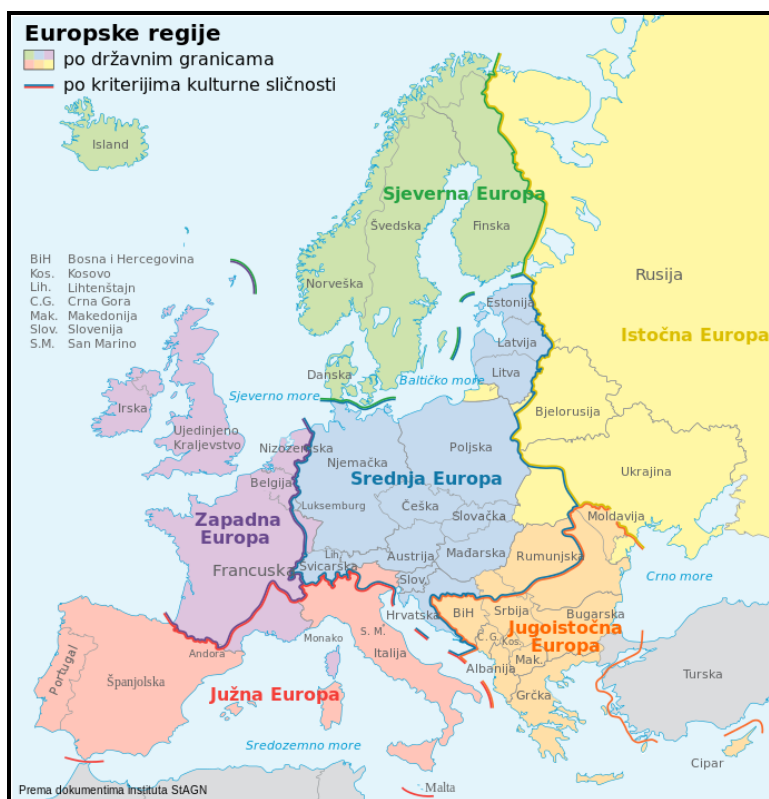 Europske regije
po državnim granicama
po kriterijima kulturne sličnosti
Island
Sjeverna Europa
Švedska
Finska
Norveška
BiH Bosna i Hercegovina
Kos. Kosovo
Lih. Lihtenštajn
C.G. Crna Gora
Mak. Makedonija
Slov. Slovenija
S.M. San Marino
Rusija
Istočna Europa
Estonija
Latvija
Litva
Danska
Baltičko more
Sjeverno more
Irska
Ujedinjeno
Kraljevstvo
Bjelorusija
Nizozemska
Njemačka
Poljska
Belgija
Srednja Europa
Ukrajina
Luksemburg
Češka
Slovačka
Moldavija
Zapadna
Europa
Francuska
Lih.
Švicarska
Austrija
Mađarska
Rumunjska
Slov.
Crno more
Hrvatska
BiH
Srbija
Bugarska
Jugoistočna
Europa
S. M.
Monako
Italija
C.G.
Kos.
Mak.
Albanija
Grčka
Andora
Portugal
Španjolska
Južna Europa
Turska
Sredozemno more
Cipar
Malta
Prema dokumentima Instituta StAGN